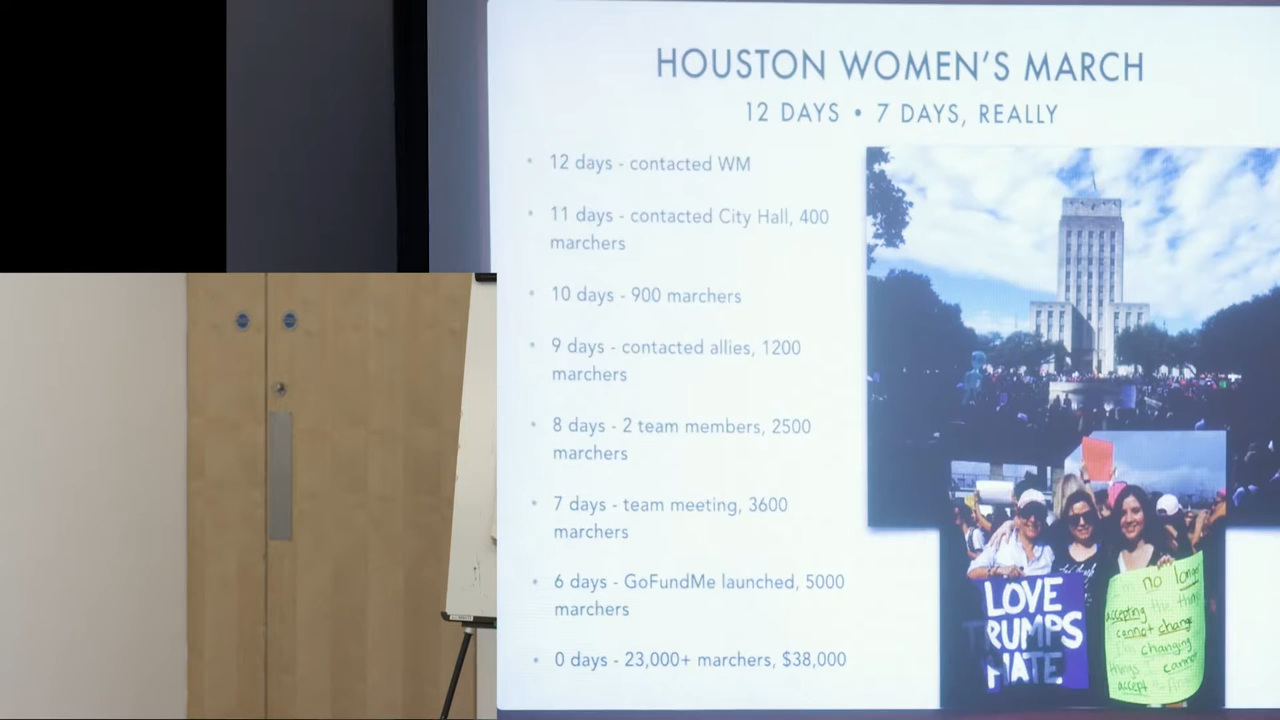 HOUSTON WOMEN'S MARCH
12 DAYS • 7 DAYS, REALLY
• 12 days - contacted WM
• 11 days - contacted City Hall, 400
marchers
• 10 days - 900 marchers
• 9 days - contacted allies, 1200
marchers
• 8 days - 2 team members, 2500
marchers
• 7 days - team meeting, 3600
marchers
• 6 days - GoFundMe launched, 5000
marchers
• 0 days - 23,000+ marchers, $38,000
LOVE
TRUMPS
HATE
no longer
accepting the
cannot change
changing
things I cannot
accept